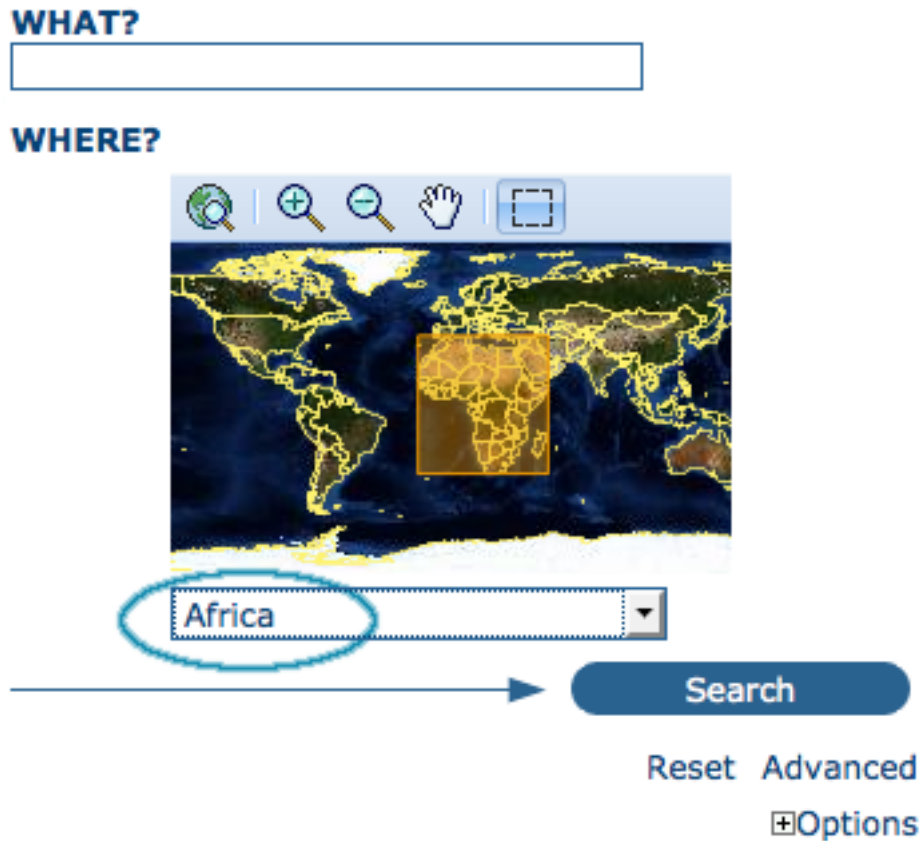 WHAT?
WHERE?
Africa
Search
Reset Advanced
Options